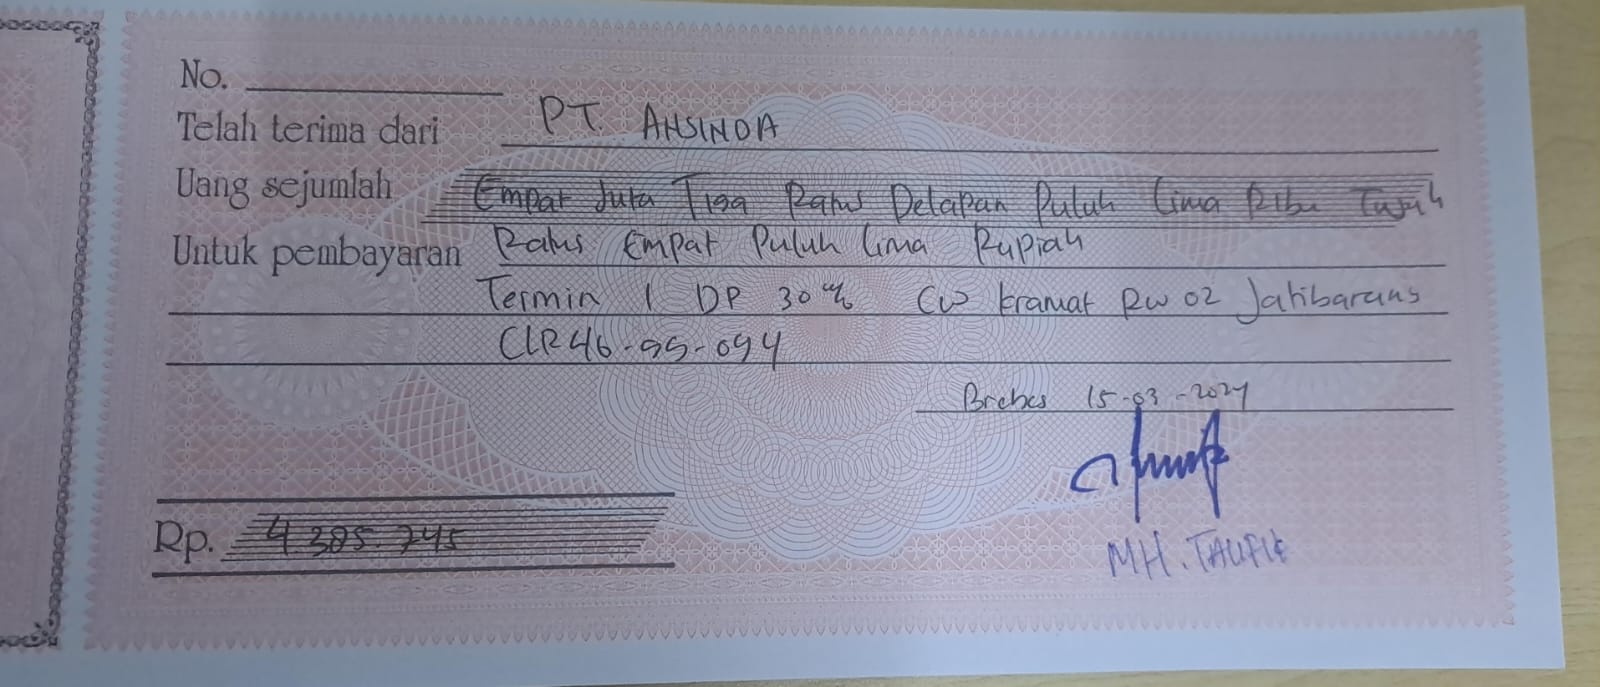 No.
Telah terima dari PT. AHSINDA
Uang sejumlah Empat Juta Tiga Ratus Delapan Puluh Lima Ribu Tujuh
Untuk pembayaran Ratus Empat Puluh Lima Rupiah
Termin 1 DP 30% CW Kramat RW 02 Jatibarang
CLR46-95-094
Brebes 15-03-2024
Rp. 4.385.745
MH. TAUFIK